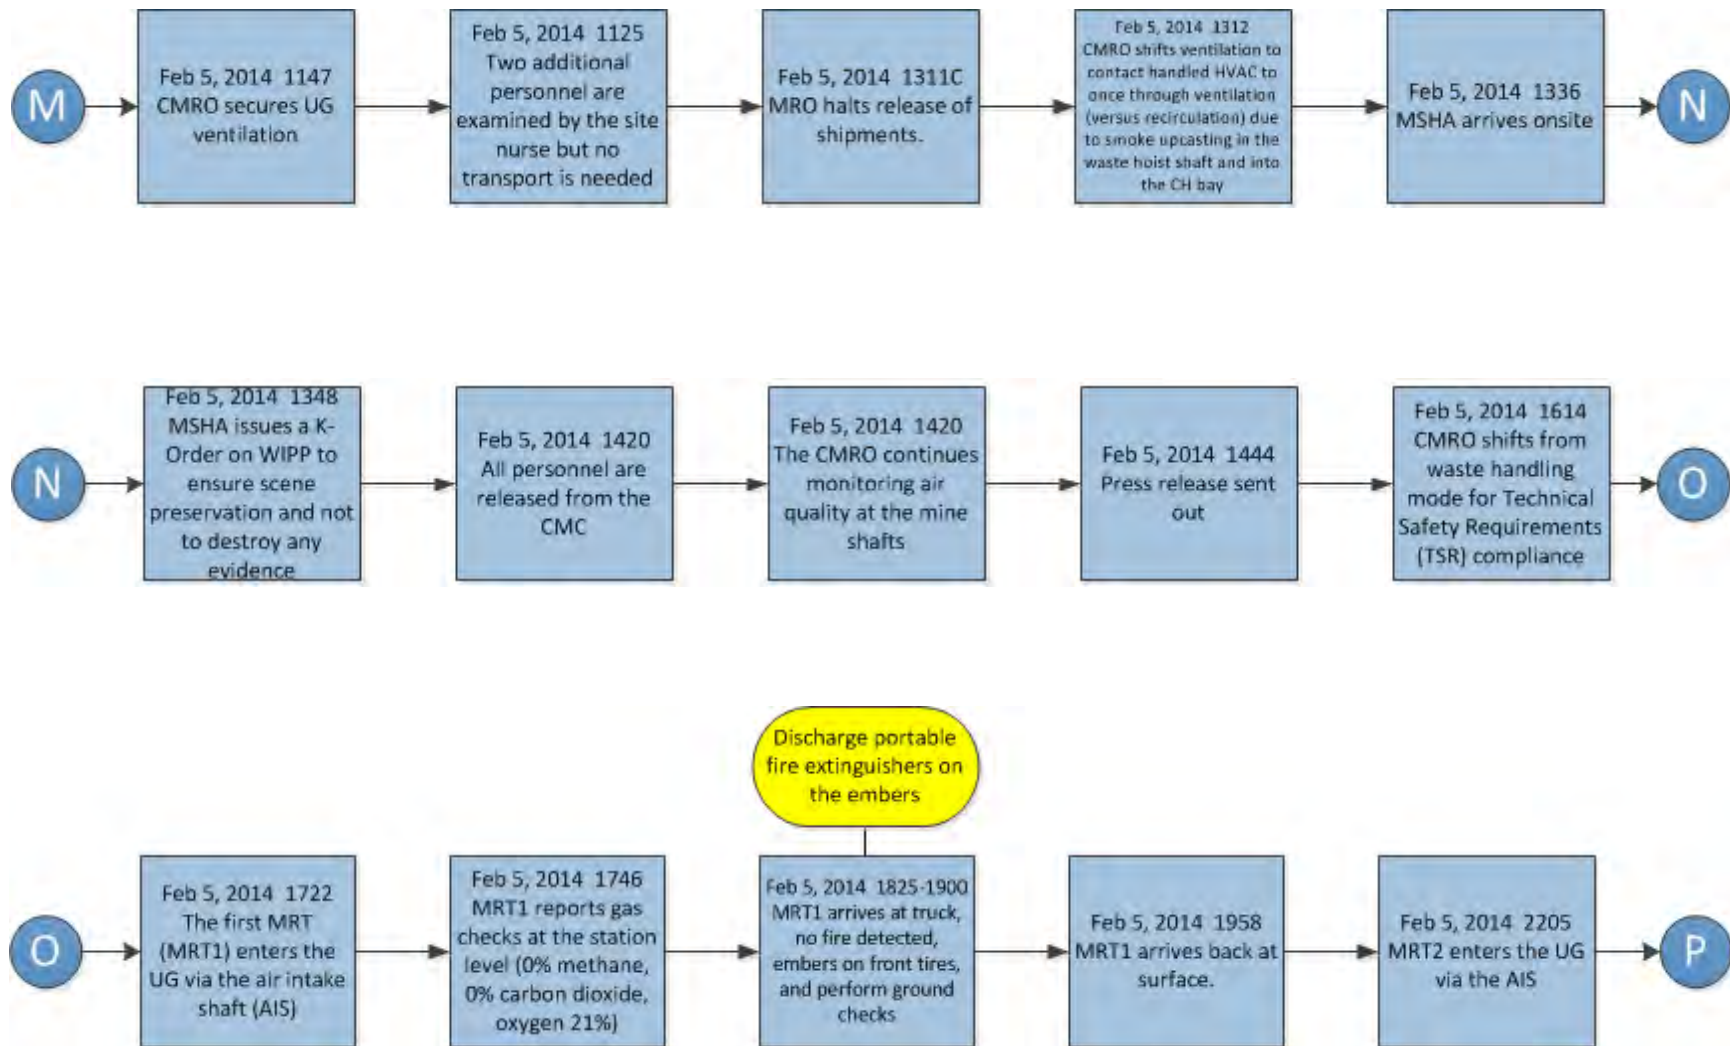 M
Feb 5, 2014 1147
CMRO secures UG
ventilation
Feb 5, 2014 1125
Two additional
personnel are
examined by the site
nurse but no
transport is needed
Feb 5, 2014 1311C
MRO halts release of
shipments.
Feb 5, 2014 1312
CMRO shifts ventilation to
contact handled HVAC to
once through ventilation
(versus recirculation) due
to smoke upcasting in the
waste hoist shaft and into
the CH bay
Feb 5, 2014 1336
MSHA arrives onsite
N
N
Feb 5, 2014 1348
MSHA issues a K-
Order on WIPP to
ensure scene
preservation and not
to destroy any
evidence
Feb 5, 2014 1420
All personnel are
released from the
CMC
Feb 5, 2014 1420
The CMRO continues
monitoring air
quality at the mine
shafts
Feb 5, 2014 1444
Press release sent
out
Feb 5, 2014 1614
CMRO shifts from
waste handling
mode for Technical
Safety Requirements
(TSR) compliance
O
Discharge portable
fire extinguishers on
the embers
O
Feb 5, 2014 1722
The first MRT
(MRT1) enters the
UG via the air intake
shaft (AIS)
Feb 5, 2014 1746
MRT1 reports gas
checks at the station
level (0% methane,
0% carbon dioxide,
oxygen 21%)
Feb 5, 2014 1825-1900
MRT1 arrives at truck,
no fire detected,
embers on front tires,
and perform ground
checks
Feb 5, 2014 1958
MRT1 arrives back at
surface.
Feb 5, 2014 2205
MRT2 enters the UG
via the AIS
P